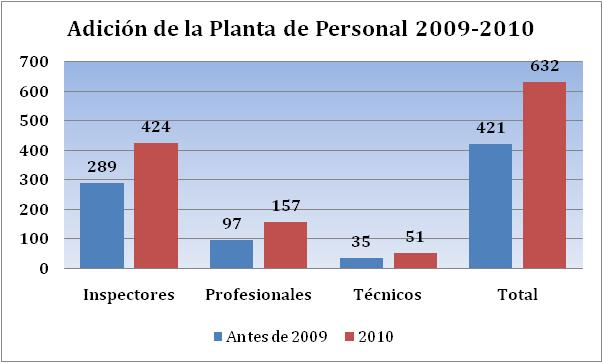 Adición de la Planta de Personal 2009-2010
700
600
500
400
300
200
100
0
289
424
97
157
35
51
421
632
Inspectores
Profesionales
Técnicos
Total
Antes de 2009
2010